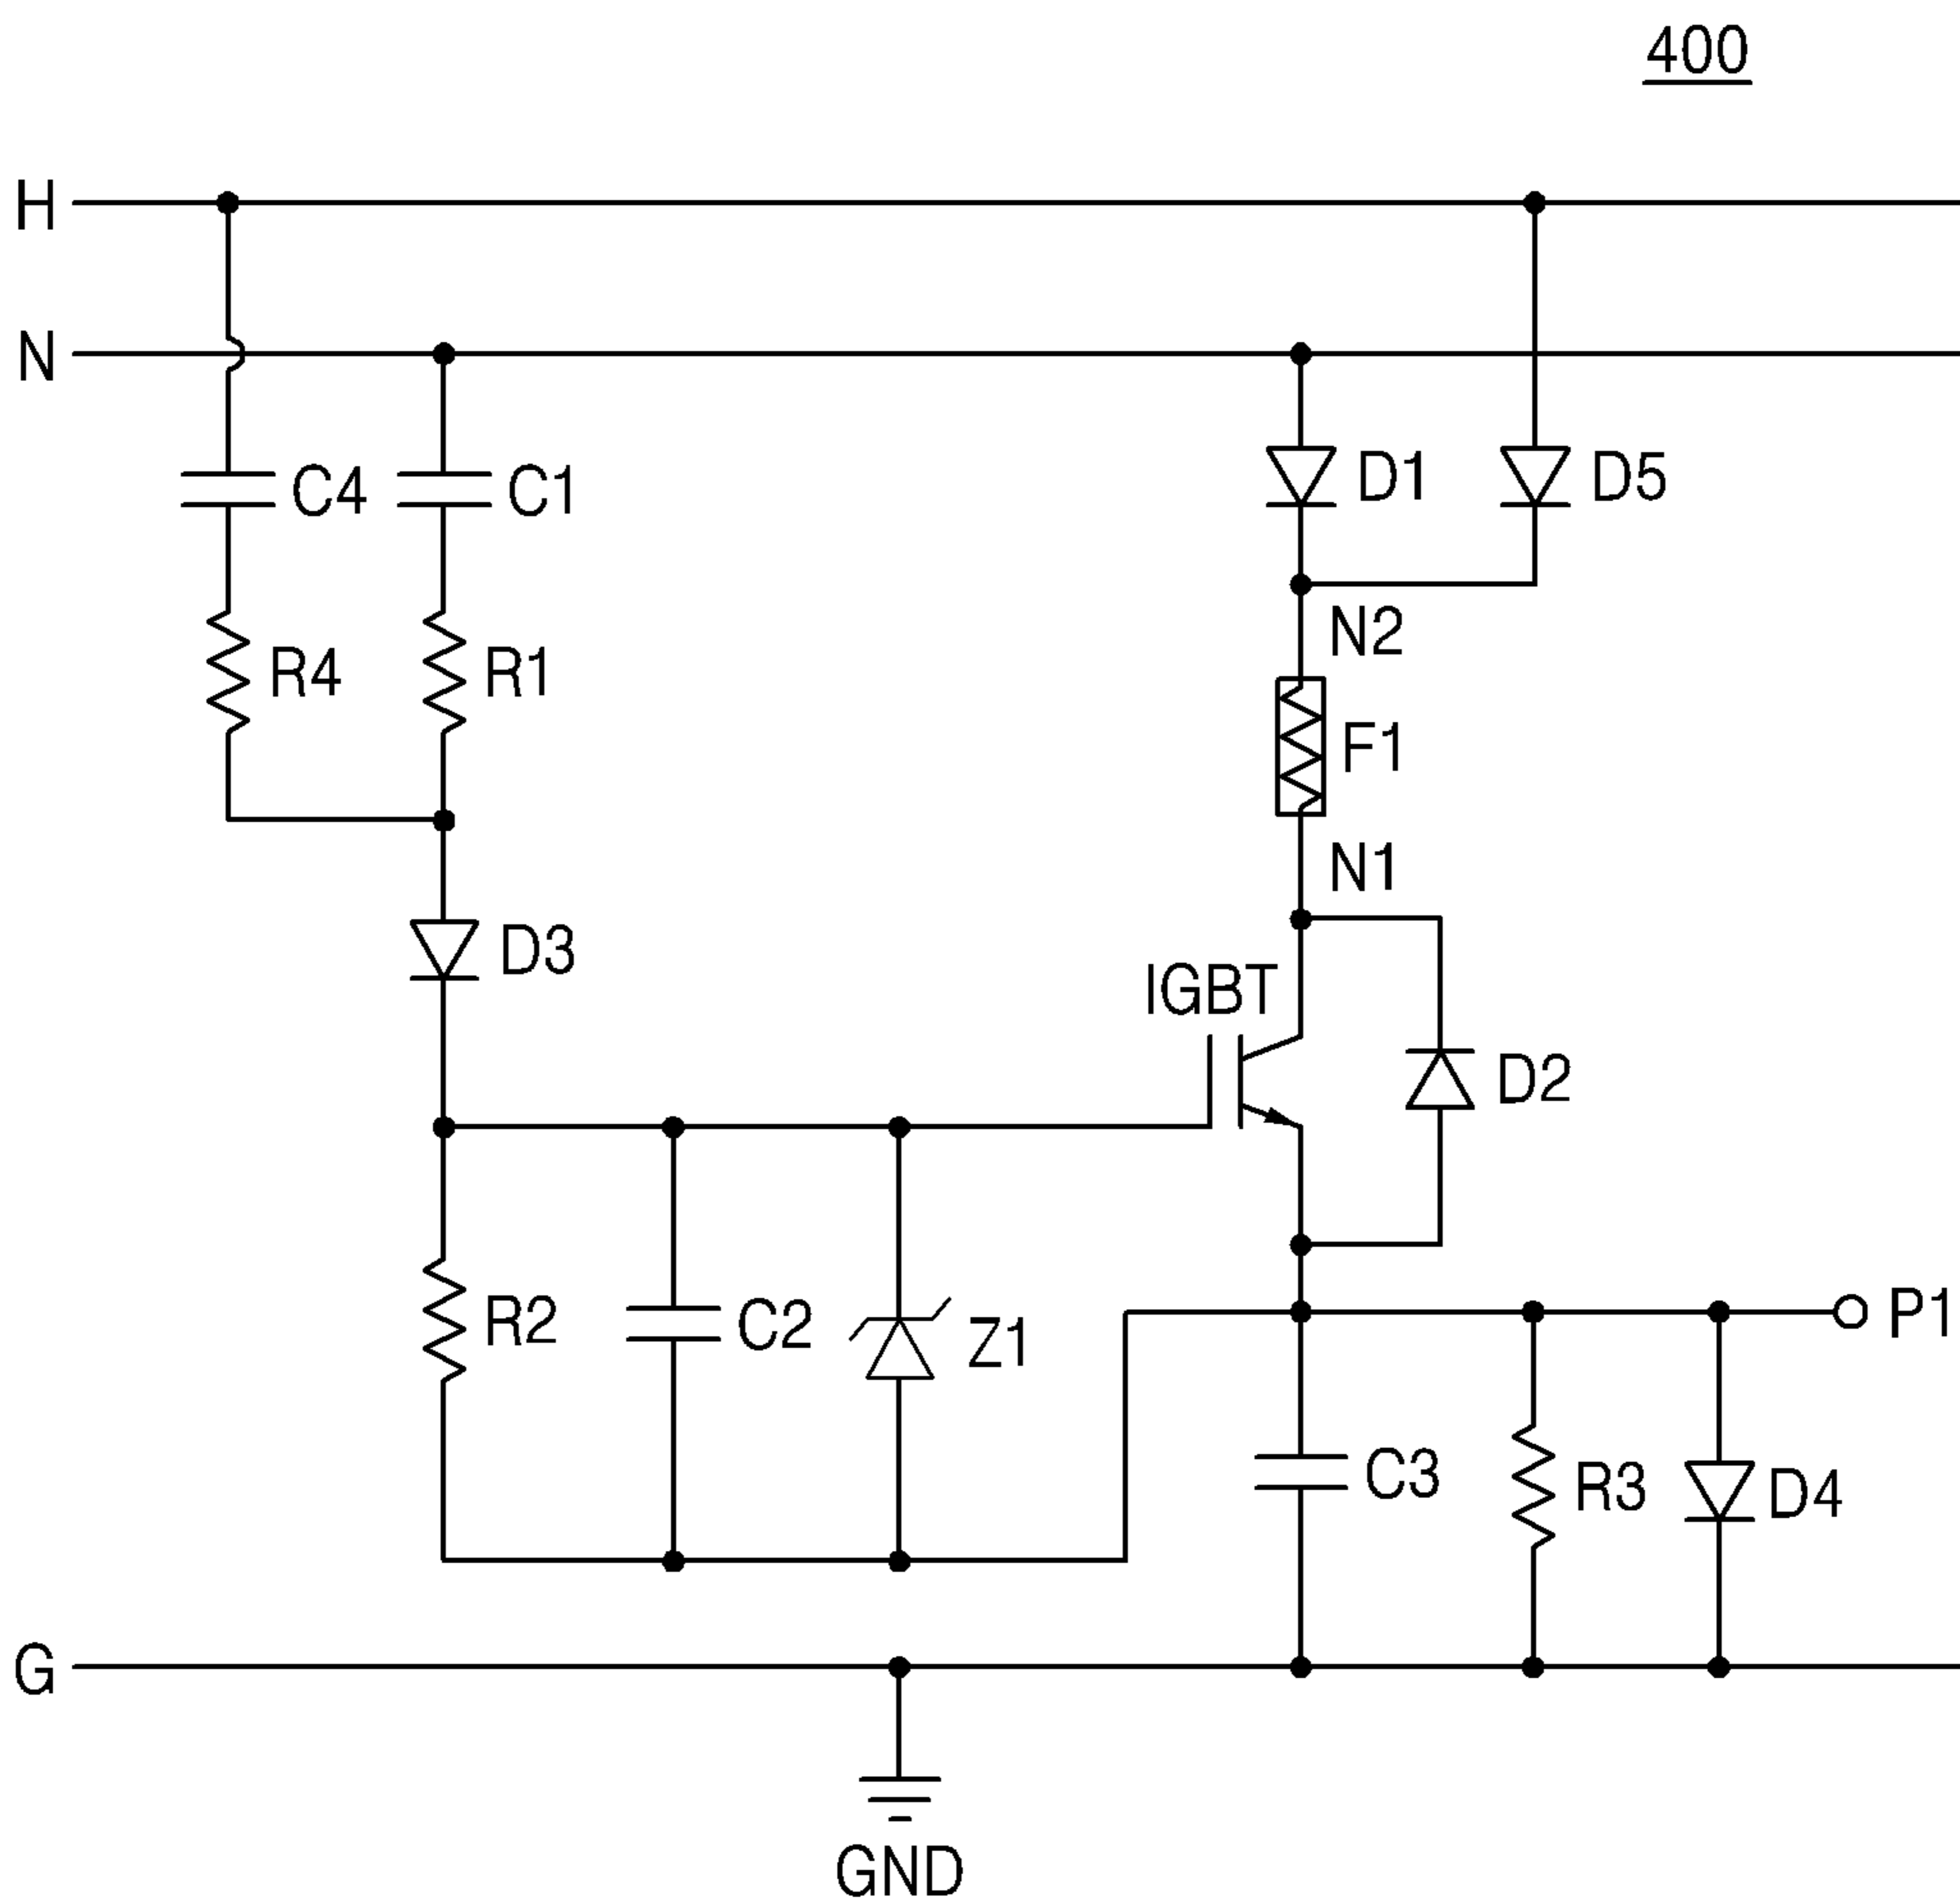 400
H
N
C4
C1
D1
D5
N2
R4
R1
F1
N1
D3
IGBT
D2
R2
C2
Z1
P1
C3
R3
D4
G
GND